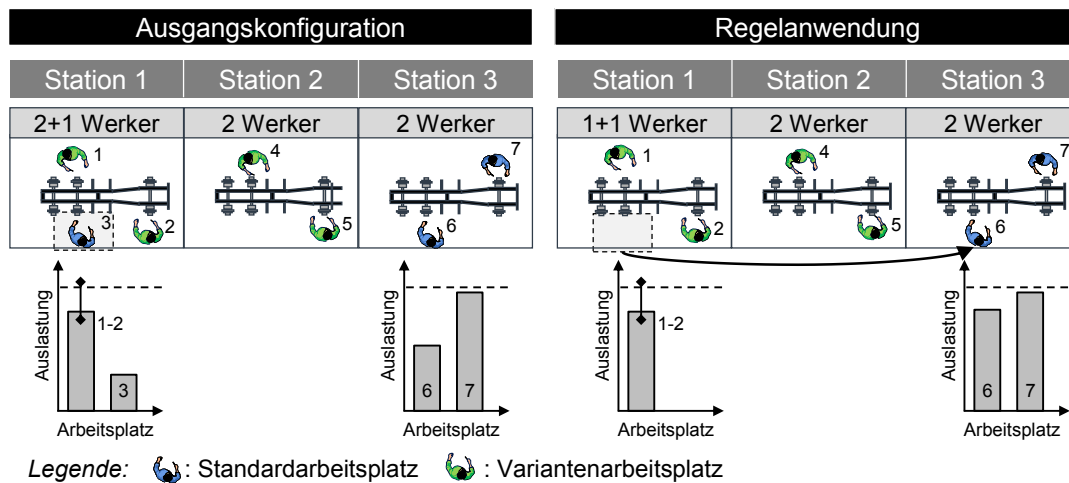 Ausgangskonfiguration
Station 1 Station 2 Station 3
2+1 Werker 2 Werker 2 Werker
1
4
7
3
2
5
6
Auslastung
1-2
3
Arbeitsplatz
Auslastung
6
7
Arbeitsplatz
Regelanwendung
Station 1 Station 2 Station 3
1+1 Werker 2 Werker 2 Werker
1
4
7
2
5
6
Auslastung
1-2
Arbeitsplatz
Auslastung
6
7
Arbeitsplatz
Legende: : Standardarbeitsplatz : Variantenarbeitsplatz